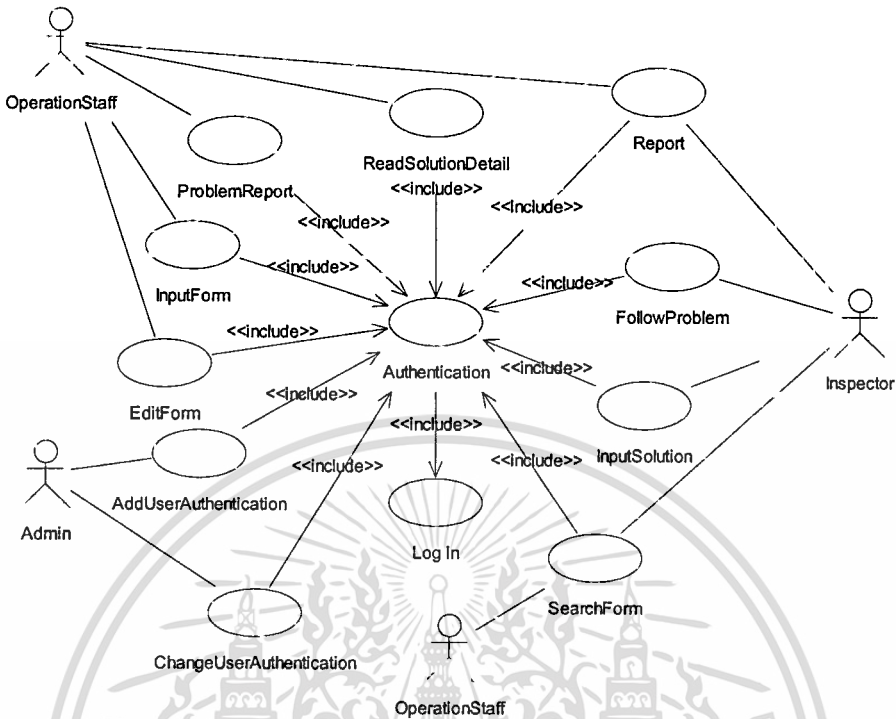 OperationStaff
ReadSolutionDetail
Report
ProblemReport
<<include>>
<<include>>
<<include>>
InputForm
<<include>>
<<include>>
FollowProblem
<<include>>
EditForm
Authentication
<<include>>
Inspector
<<include>>
<<include>>
InputSolution
<<include>>
<<include>>
AddUserAuthentication
Admin
Log In
SearchForm
ChangeUserAuthentication
OperationStaff